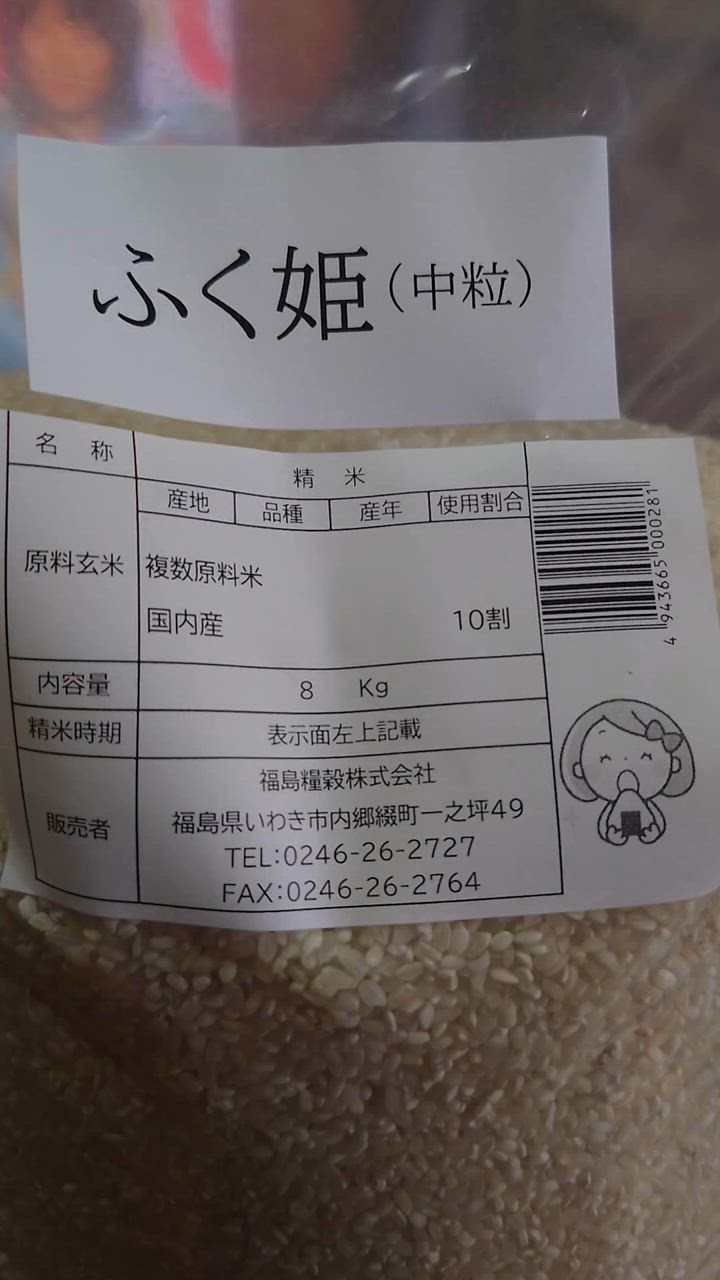 ふく姫(中粒)
名 称 精 米
原料玄米
産地 品種 産年 使用割合
複数原料米
国内産 10割
内容量 8 Kg
精米時期 表示面左上記載
販売者
福島糧穀株式会社
福島県いわき市内郷綴町一之坪49
TEL:0246-26-2727
FAX:0246-26-2764
4 943665 000281